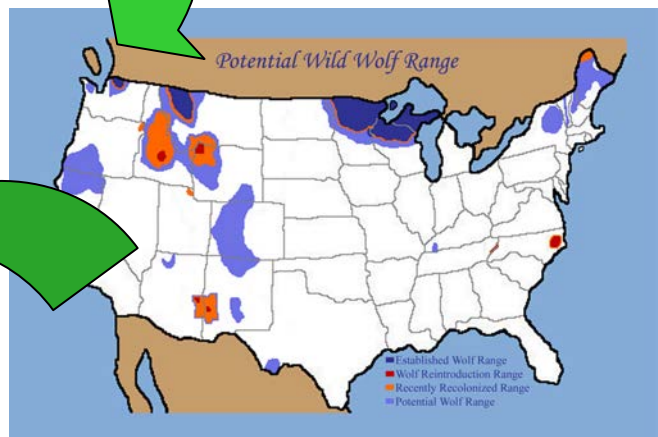 Potential Wild Wolf Range
Established Wolf Range
Wolf Reintroduction Range
Recently Recolonized Range
Potential Wolf Range